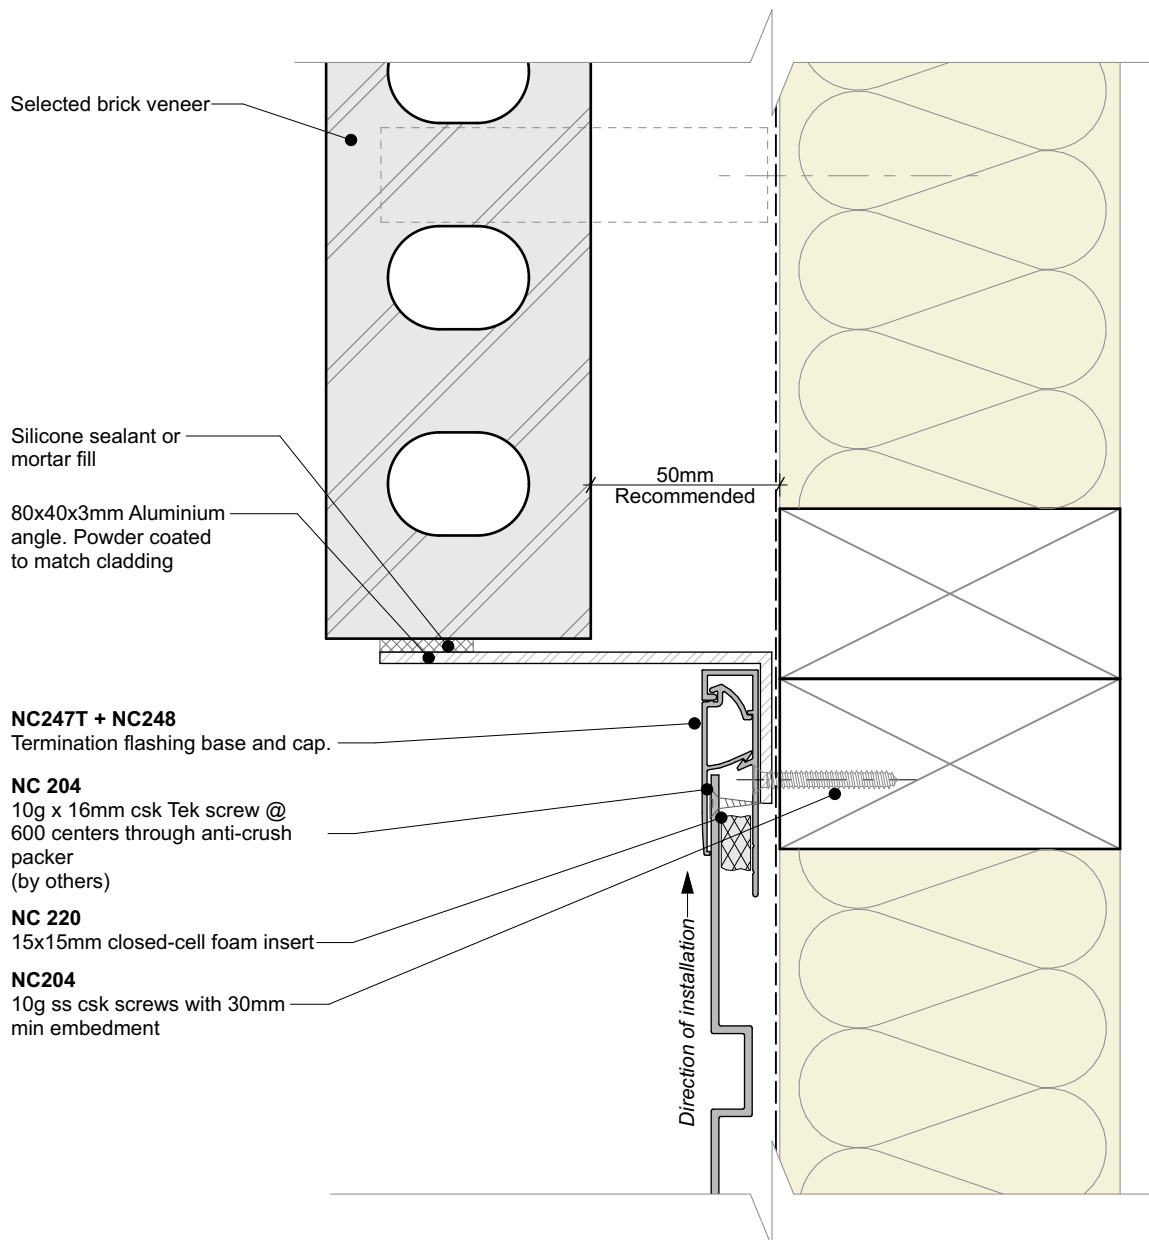 Selected brick veneer
Silicone sealant or
mortar fill
50mm
Recommended
80x40x3mm Aluminium
angle. Powder coated
to match cladding
NC247T + NC248
Termination flashing base and cap.
NC 204
10g x 16mm csk Tek screw @
600 centers through anti-crush
packer
(by others)
NC 220
15x15mm closed-cell foam insert
NC204
10g ss csk screws with 30mm
min embedment
Direction of installation